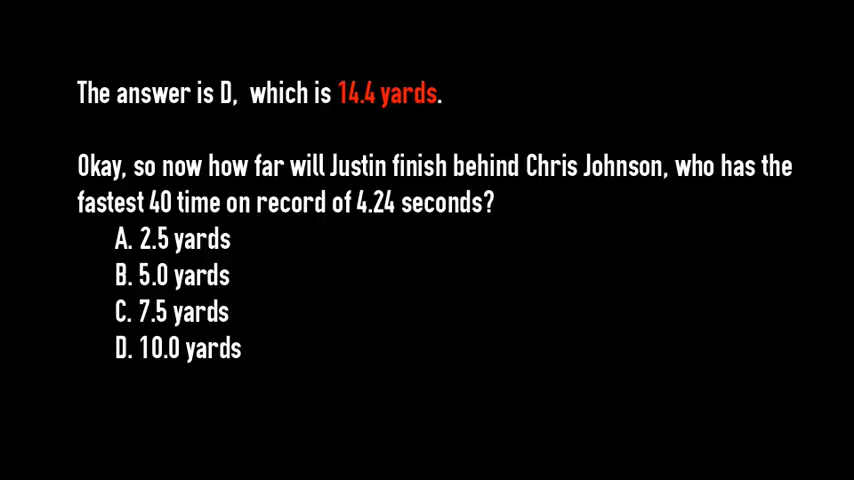 The answer is D, which is 14.4 yards.
Okay, so now how far will Justin finish behind Chris Johnson, who has the
fastest 40 time on record of 4.24 seconds?
A. 2.5 yards
B. 5.0 yards
C. 7.5 yards
D. 10.0 yards